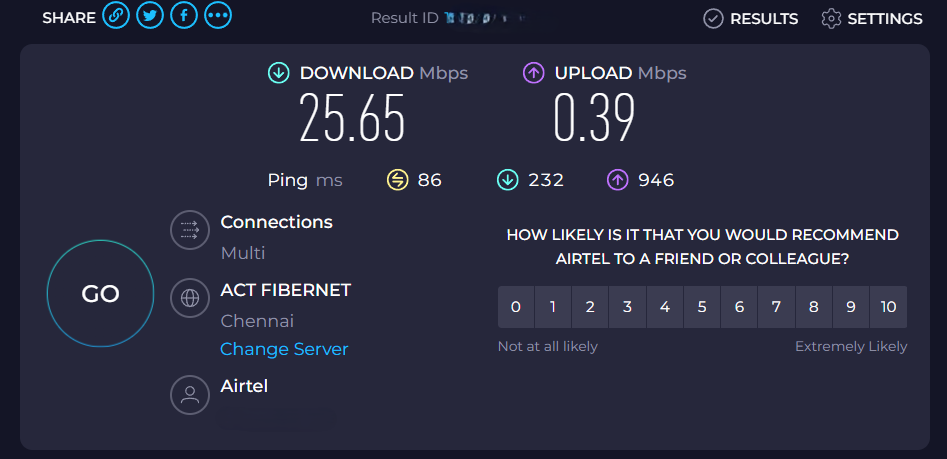 SHARE Result ID RESULTS SETTINGS
DOWNLOAD Mbps UPLOAD Mbps
25.65 0.39
Ping ms 86 232 946
Connections
Multi
ACT FIBERNET
Chennai
Change Server
Airtel
GO
HOW LIKELY IS IT THAT YOU WOULD RECOMMEND
AIRTEL TO A FRIEND OR COLLEAGUE?
0 1 2 3 4 5 6 7 8 9 10
Not at all likely Extremely Likely